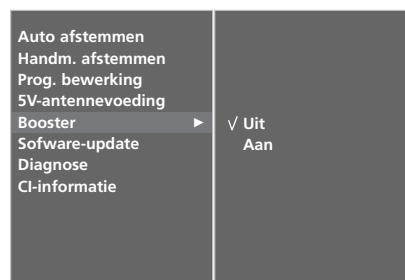 Auto afstemmen
Handm. afstemmen
Prog. bewerking
5V-antennevoeding
Booster ►
Sofware-update
Diagnose
CI-informatie
√ Uit
Aan